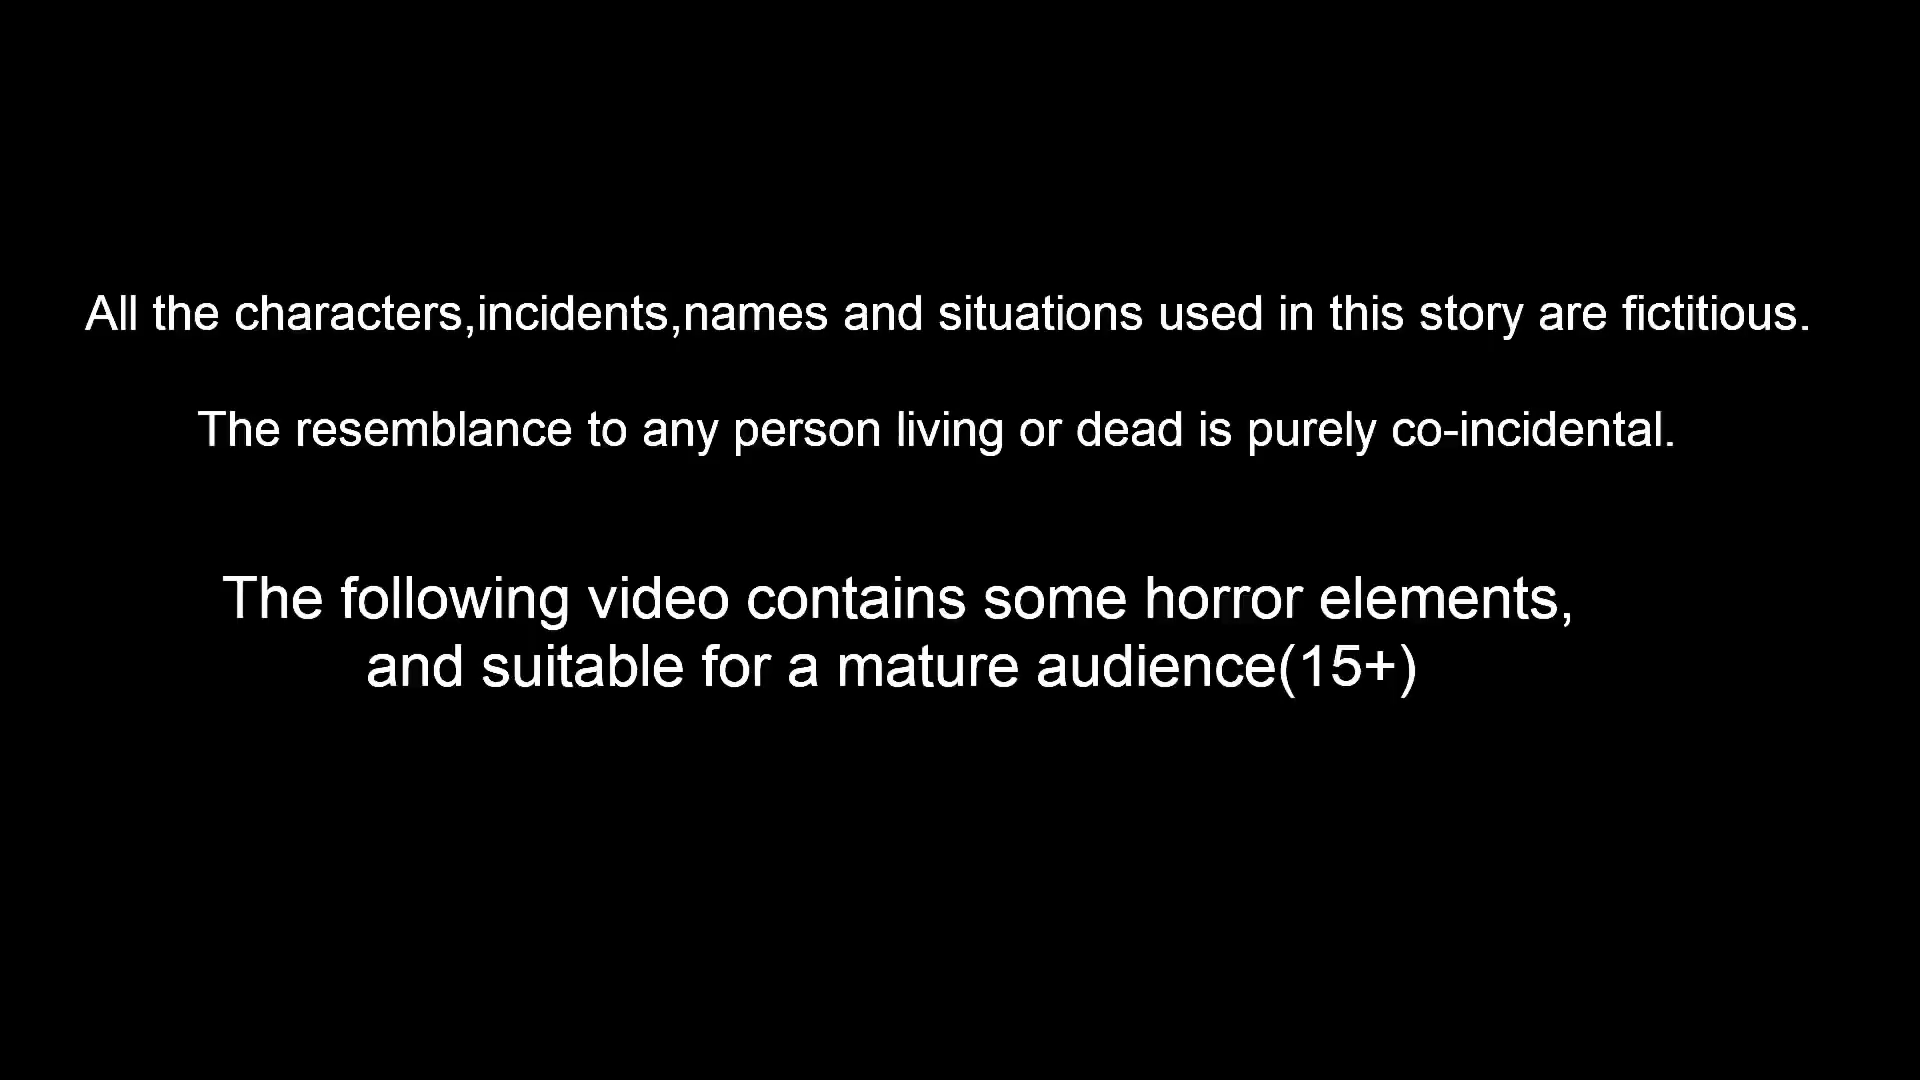 All the characters,incidents,names and situations used in this story are fictitious.
The resemblance to any person living or dead is purely co-incidental.
The following video contains some horror elements,
and suitable for a mature audience(15+)